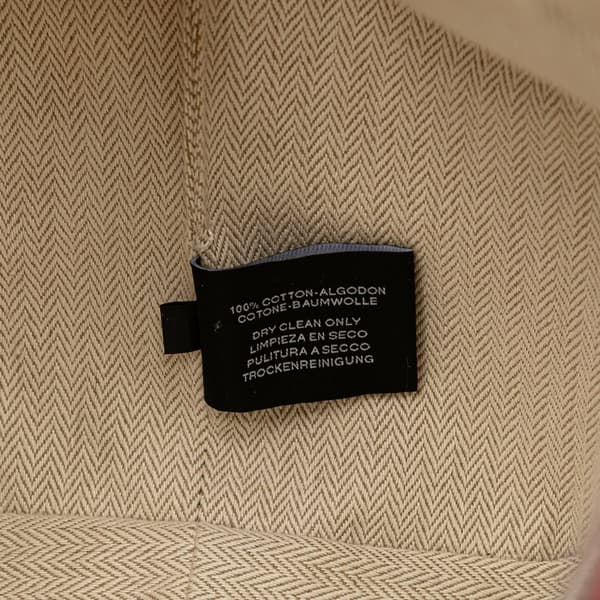 100% COTTON-ALGODON
COTONE-BAUMWOLLE
DRY CLEAN ONLY
LIMPIEZA EN SECO
PULITURA A SECCO
TROCKENREINIGUNG